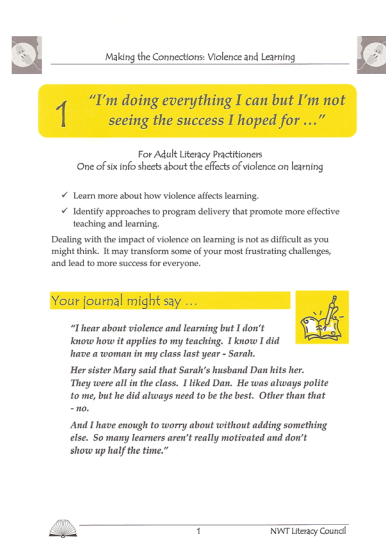 Making the Connections: Violence and Learning
1
"I'm doing everything I can but I'm not
seeing the success I hoped for …"
For Adult Literacy Practitioners
One of six info sheets about the effects of violence on learning
✓ Learn more about how violence affects learning.
✓ Identify approaches to program delivery that promote more effective
teaching and learning.
Dealing with the impact of violence on learning is not as difficult as you
might think. It may transform some of your most frustrating challenges,
and lead to more success for everyone.
Your journal might say …
"I hear about violence and learning but I don't
know how it applies to my teaching. I know I did
have a woman in my class last year - Sarah.
Her sister Mary said that Sarah's husband Dan hits her.
They were all in the class. I liked Dan. He was always polite
to me, but he did always need to be the best. Other than that
- no.
And I have enough to worry about without adding something
else. So many learners aren't really motivated and don't
show up half the time."
1
NWT Literacy Council